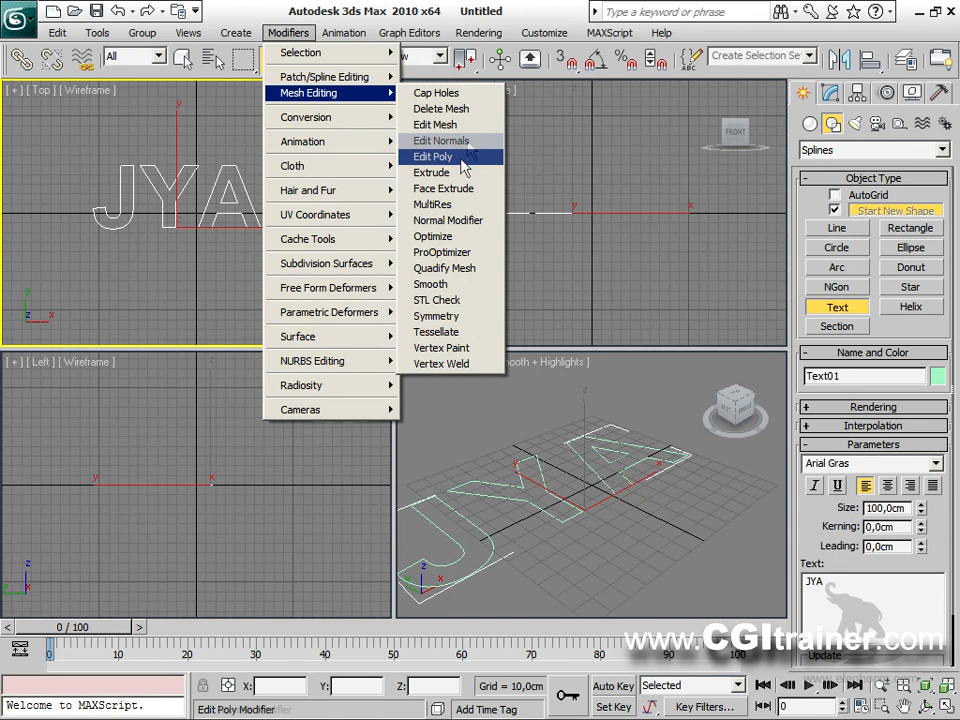 Autodesk 3ds Max 2010 x64 Untitled
Type a keyword or phrase
Edit Tools Group Views Create Modifiers Animation Graph Editors Rendering Customize MAXScript Help
All
Create Selection Se
[ + ] [ Top ] [ Wireframe ]
Selection
Patch/Spline Editing
Mesh Editing
Conversion
Animation
Cloth
Hair and Fur
UV Coordinates
Cache Tools
Subdivision Surfaces
Free Form Deformers
Parametric Deformers
Surface
NURBS Editing
Radiosity
Cameras
Cap Holes
Delete Mesh
Edit Mesh
Edit Normals
Edit Poly
Extrude
Face Extrude
MultiRes
Normal Modifier
Optimize
ProOptimizer
Quadify Mesh
Smooth
STL Check
Symmetry
Tessellate
Vertex Paint
Vertex Weld
JYA
y
x
y
z
x
FRONT
y
x
[ + ] [ Left ] [ Wireframe ]
y
x
z
y
x
ooth + Highlights ]
z
y
x
z
x
JYA
Splines
Object Type
AutoGrid
Start New Shape
Line Rectangle
Circle Ellipse
Arc Donut
NGon Star
Text Helix
Section
Name and Color
Text01
Rendering
Interpolation
Parameters
Arial Gras
I U
Size: 100,0cm
Kerning: 0,0cm
Leading: 0,0cm
Text:
JYA
Update
www.CGItrainer.com
< 0 / 100 >
0 10 20 30 40 50 60 70 80 90 100
X: Y: Z: Grid = 10,0cm
Auto Key Selected
Set Key Key Filters...
0
Welcome to MAXScript.
Edit Poly Modifier
Add Time Tag